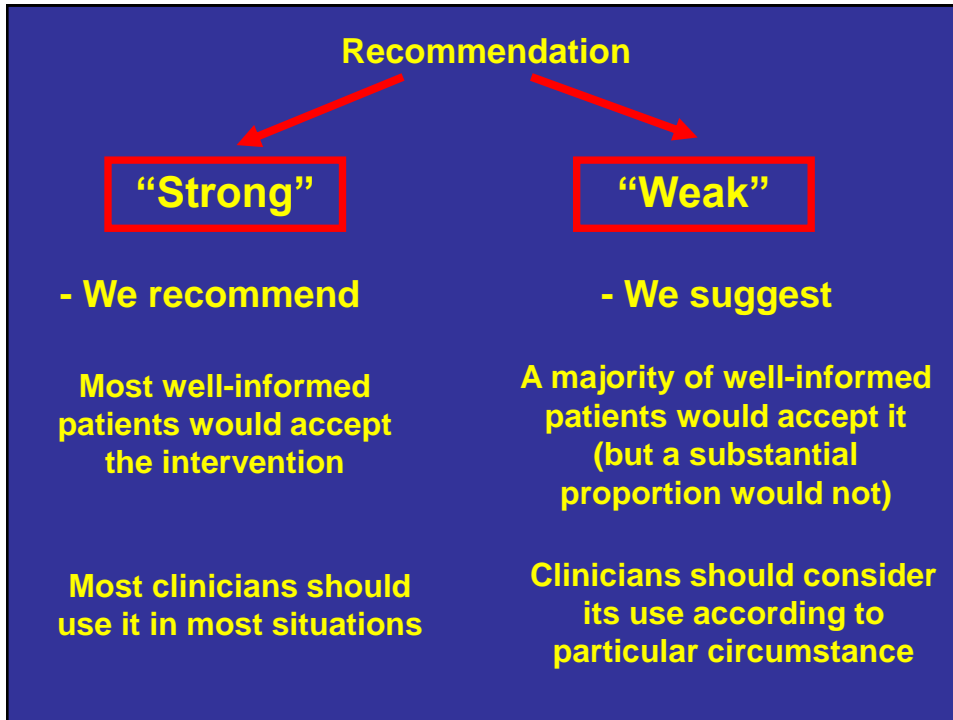 Recommendation
“Strong”
“Weak”
- We recommend
- We suggest
Most well-informed
patients would accept
the intervention
A majority of well-informed
patients would accept it
(but a substantial
proportion would not)
Most clinicians should
use it in most situations
Clinicians should consider
its use according to
particular circumstance